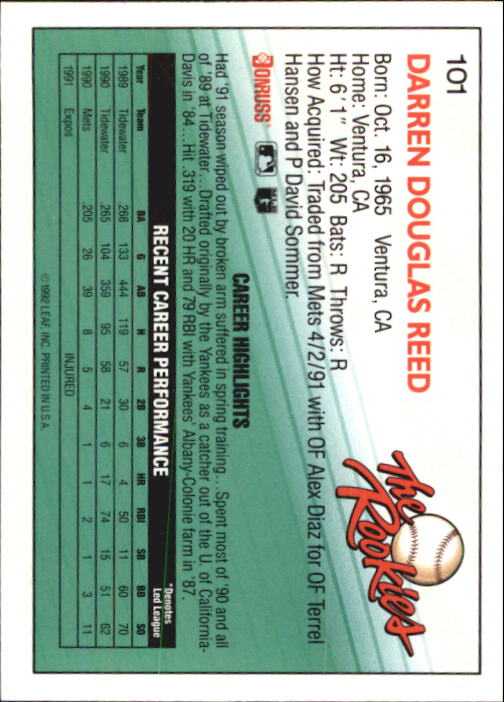 101
DARREN DOUGLAS REED
The Rookies
Born: Oct. 16, 1965 Ventura, CA
Home: Ventura, CA
Ht: 6'1" Wt: 205 Bats: R Throws: R
How Acquired: Traded from Mets 4/2/91 with OF Alex Diaz for OF Terrel
Hansen and P David Sommer.
DONRUSS®
CAREER HIGHLIGHTS
Had '91 season wiped out by broken arm suffered in spring training...Spent most of '90 and all
of '89 at Tidewater...Drafted originally by the Yankees as a catcher out of the U. of California-
Davis in '84...Hit .319 with 20 HR and 79 RBI with Yankees' Albany-Colonie farm in '87.
RECENT CAREER PERFORMANCE
*Denotes
Led League
Year Team BA G AB H R 2B 3B HR RBI SB BB SO
1989 Tidewater .268 133 444 119 57 30 6 4 50 11 60 70
1990 Tidewater .265 104 359 95 58 21 6 17 74 15 51 62
1990 Mets .205 26 39 8 5 4 1 1 2 1 3 11
1991 Expos INJURED
©1992 LEAF, INC. PRINTED IN U.S.A.